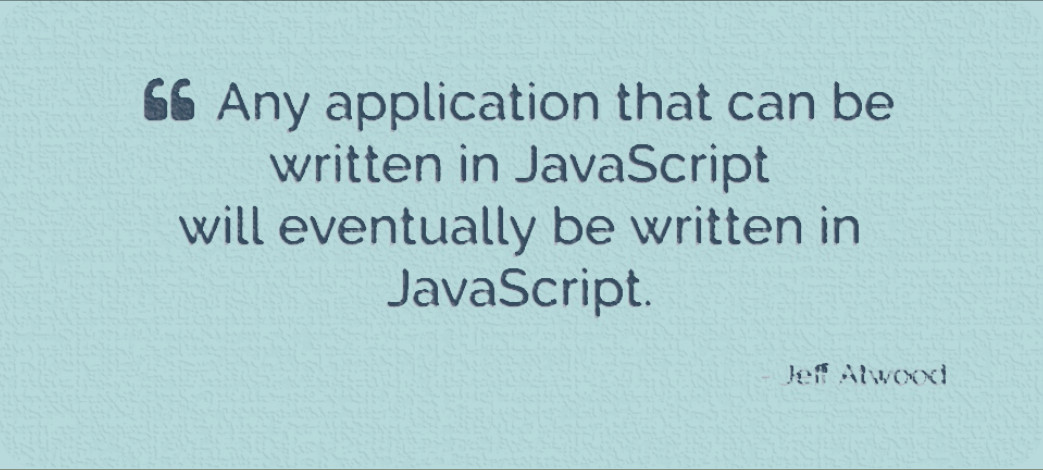 “ Any application that can be
written in JavaScript
will eventually be written in
JavaScript.
- Jeff Atwood